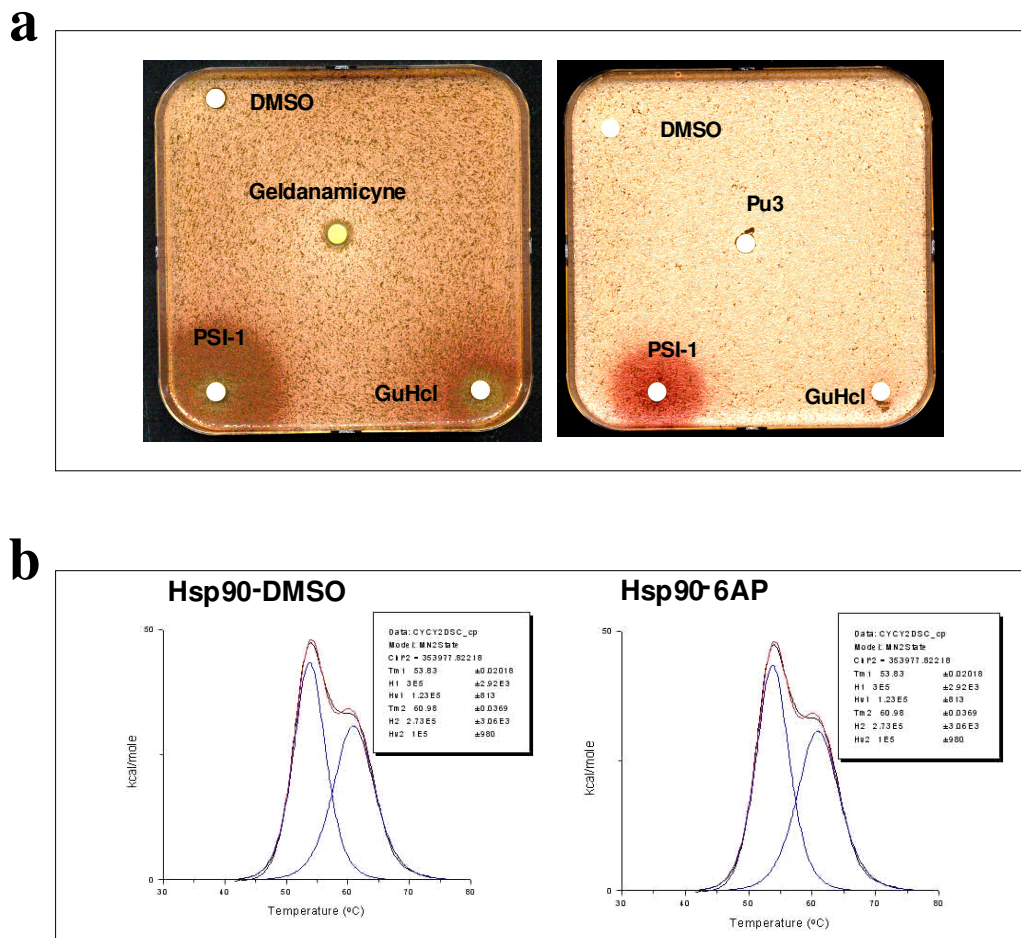 a
DMSO
Geldanamicyne
PSI-1
GuHcl
DMSO
Pu3
PSI-1
GuHcl
b
Hsp90-DMSO
50
0
kcal/mole
30 40 50 60 70 80
Temperature (ºC)
Data: CYCY2DSC_cp
Model: MN2State
Chi^2 = 353977.82218
Tm1 53.83 ±0.02018
H1 3E5 ±2.92E3
Hv1 1.23E5 ±813
Tm2 60.98 ±0.0369
H2 2.73E5 ±3.06E3
Hv2 1E5 ±980
Hsp90-6AP
50
0
kcal/mole
30 40 50 60 70 80
Temperature (ºC)
Data: CYCY2DSC_cp
Model: MN2State
Chi^2 = 353977.82218
Tm1 53.83 ±0.02018
H1 3E5 ±2.92E3
Hv1 1.23E5 ±813
Tm2 60.98 ±0.0369
H2 2.73E5 ±3.06E3
Hv2 1E5 ±980